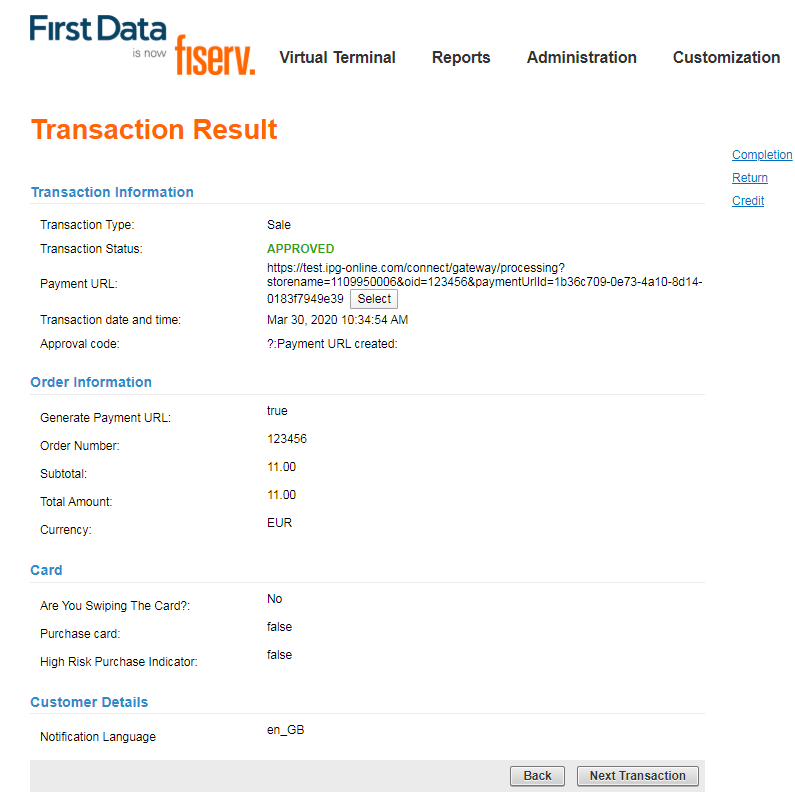 First Data
is now
fiserv.
Virtual Terminal Reports Administration Customization
Transaction Result
Completion
Return
Credit
Transaction Information
Transaction Type: Sale
Transaction Status: APPROVED
Payment URL: https://test.ipg-online.com/connect/gateway/processing?
storename=1109950006&oid=123456&paymentUrlId=1b36c709-0e73-4a10-8d14-
0183f7949e39 Select
Transaction date and time: Mar 30, 2020 10:34:54 AM
Approval code: ?:Payment URL created:
Order Information
Generate Payment URL: true
Order Number: 123456
Subtotal: 11.00
Total Amount: 11.00
Currency: EUR
Card
Are You Swiping The Card?: No
Purchase card: false
High Risk Purchase Indicator: false
Customer Details
Notification Language en_GB
Back Next Transaction